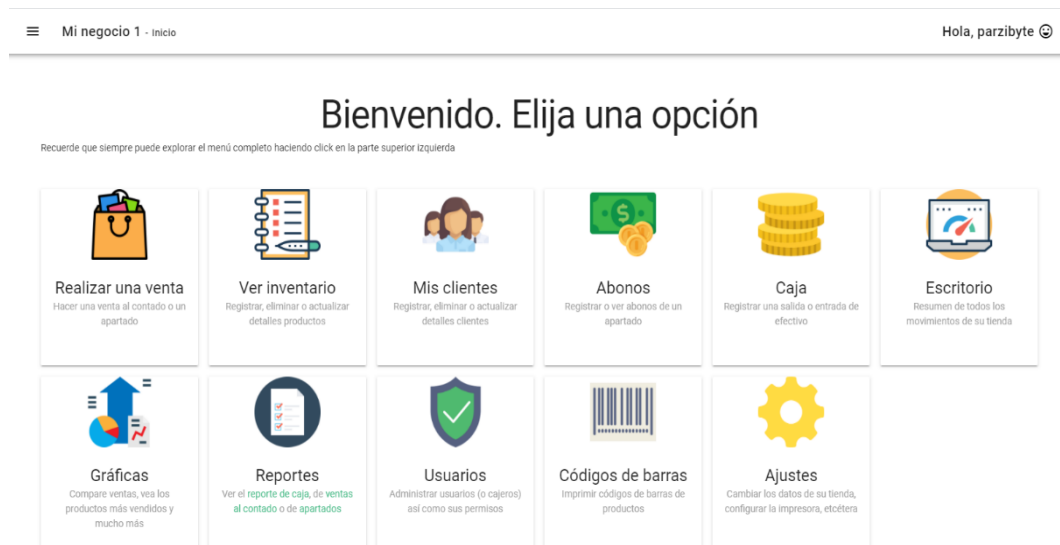 Mi negocio 1 - Inicio
Hola, parzibyte
Bienvenido. Elija una opción
Recuerde que siempre puede explorar el menú completo haciendo click en la parte superior izquierda
Realizar una venta
Hacer una venta al contado o un
apartado
Ver inventario
Registrar, eliminar o actualizar
detalles productos
Mis clientes
Registrar, eliminar o actualizar
detalles clientes
Abonos
Registrar o ver abonos de un
apartado
Caja
Registrar una salida o entrada de
efectivo
Escritorio
Resumen de todos los
movimientos de su tienda
Gráficas
Compare ventas, vea los
productos más vendidos y
mucho más
Reportes
Ver el reporte de caja, de ventas
al contado o de apartados
Usuarios
Administrar usuarios (o cajeros)
así como sus permisos
Códigos de barras
Imprimir códigos de barras de
productos
Ajustes
Cambiar los datos de su tienda,
configurar la impresora, etcétera